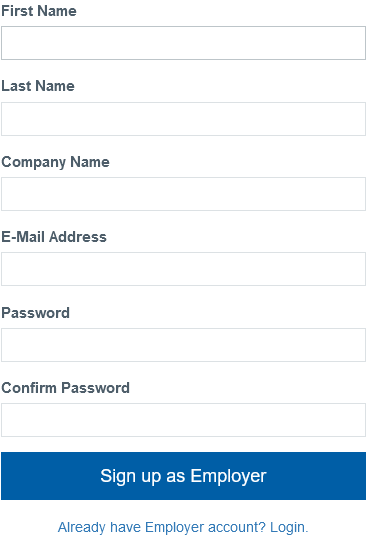 First Name
Last Name
Company Name
E-Mail Address
Password
Confirm Password
Sign up as Employer
Already have Employer account? Login.